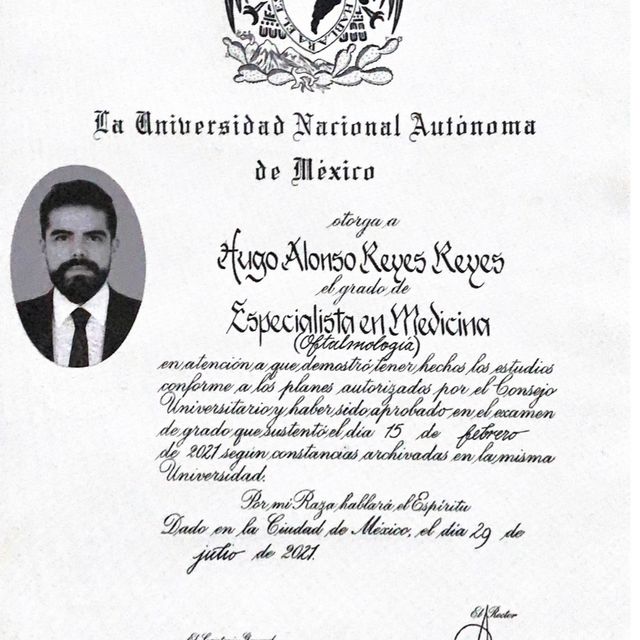 HABLARA EL
La Universidad Nacional Autónoma
de México
otorga a
Hugo Alonso Reyes Reyes
el grado de
Especialista en Medicina
(Oftalmología)
en atención a que demostró tener hechos los estudios
conforme a los planes autorizados por el Consejo
Universitario y haber sido aprobado en el examen
de grado que sustentó el día 15 de febrero
de 2021 según constancias archivadas en la misma
Universidad.
Por mi Raza hablará el Espíritu
Dado en la Ciudad de México, el día 29 de
julio de 2021.
El Rector